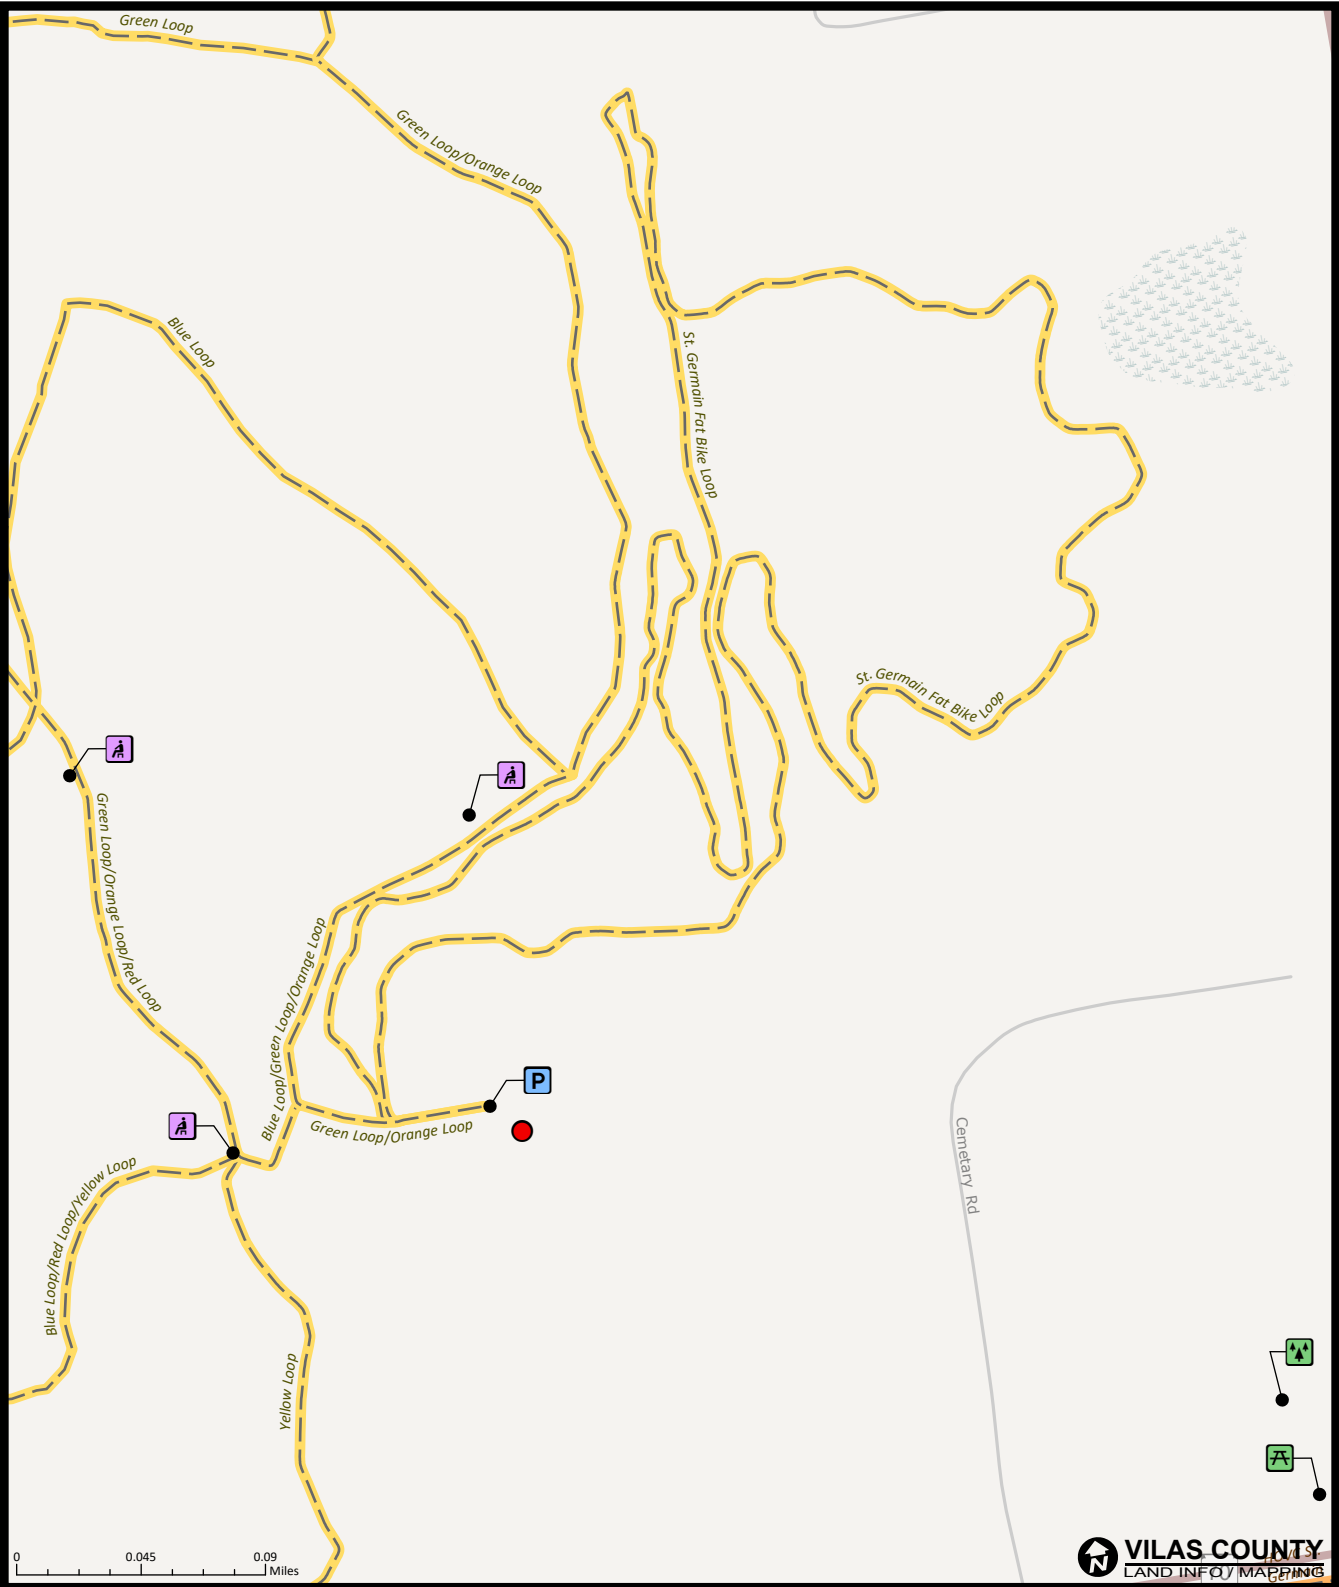 Green Loop
Green Loop/Orange Loop
Blue Loop
St. Germain Fat Bike Loop
St. Germain Fat Bike Loop
Green Loop/Orange Loop/Red Loop
Blue Loop/Green Loop/Orange Loop
P
Green Loop/Orange Loop
Blue Loop/Red Loop/Yellow Loop
Cemetary Rd
Yellow Loop
0 0.045 0.09
Miles
N
VILAS COUNTY
LAND INFO / MAPPING
70